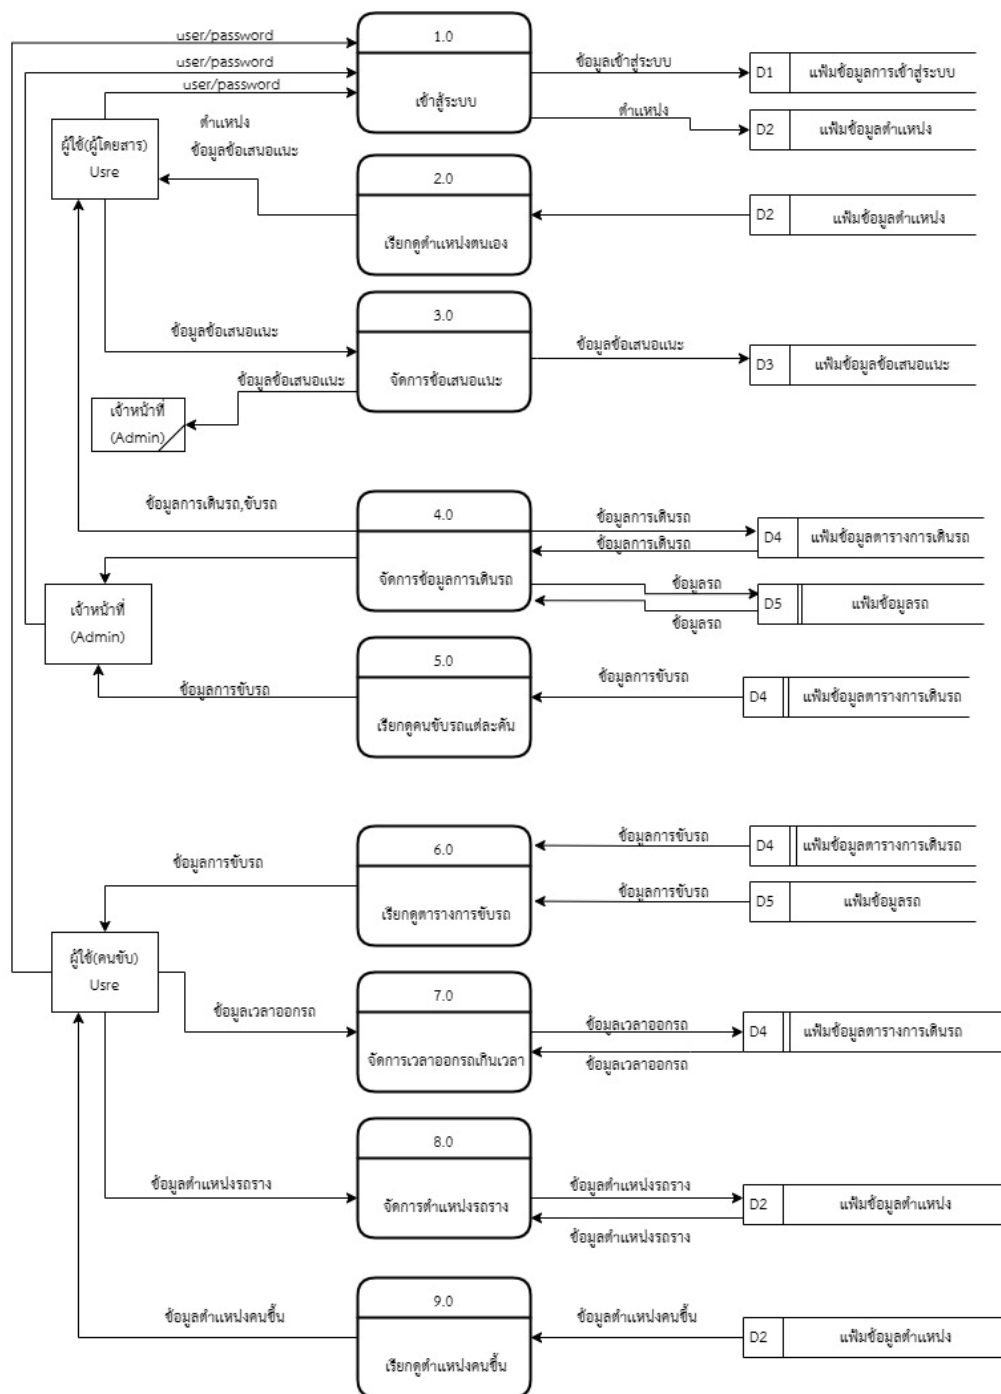 user/password
1.0
user/password
ข้อมูลเข้าสู่ระบบ
D1
แฟ้มข้อมูลการเข้าสู่ระบบ
user/password
เข้าสู้ระบบ
ตำแหน่ง
D2
แฟ้มข้อมูลตำแหน่ง
ผู้ใช้(ผู้โดยสาร)
Usre
ตำแหน่ง
ข้อมูลข้อเสนอแนะ
2.0
D2
แฟ้มข้อมูลตำแหน่ง
เรียกดูตำแหน่งตนเอง
3.0
ข้อมูลข้อเสนอแนะ
ข้อมูลข้อเสนอแนะ
D3
แฟ้มข้อมูลข้อเสนอแนะ
จัดการข้อเสนอแนะ
ข้อมูลข้อเสนอแนะ
เจ้าหน้าที่
(Admin)
ข้อมูลการเดินรถ,ขับรถ
4.0
ข้อมูลการเดินรถ
D4
แฟ้มข้อมูลตารางการเดินรถ
ข้อมูลการเดินรถ
จัดการข้อมูลการเดินรถ
ข้อมูลรถ
D5
แฟ้มข้อมูลรถ
ข้อมูลรถ
เจ้าหน้าที่
(Admin)
5.0
ข้อมูลการขับรถ
ข้อมูลการขับรถ
D4
แฟ้มข้อมูลตารางการเดินรถ
เรียกดูคนขับรถแต่ละคัน
6.0
ข้อมูลการขับรถ
D4
แฟ้มข้อมูลตารางการเดินรถ
ข้อมูลการขับรถ
ข้อมูลการขับรถ
D5
แฟ้มข้อมูลรถ
เรียกดูตารางการขับรถ
ผู้ใช้(คนขับ)
Usre
7.0
ข้อมูลเวลาออกรถ
ข้อมูลเวลาออกรถ
D4
แฟ้มข้อมูลตารางการเดินรถ
จัดการเวลาออกรถเกินเวลา
ข้อมูลเวลาออกรถ
8.0
ข้อมูลตำแหน่งรถราง
ข้อมูลตำแหน่งรถราง
D2
แฟ้มข้อมูลตำแหน่ง
จัดการตำแหน่งรถราง
ข้อมูลตำแหน่งรถราง
9.0
ข้อมูลตำแหน่งคนขึ้น
ข้อมูลตำแหน่งคนขึ้น
D2
แฟ้มข้อมูลตำแหน่ง
เรียกดูตำแหน่งคนขึ้น